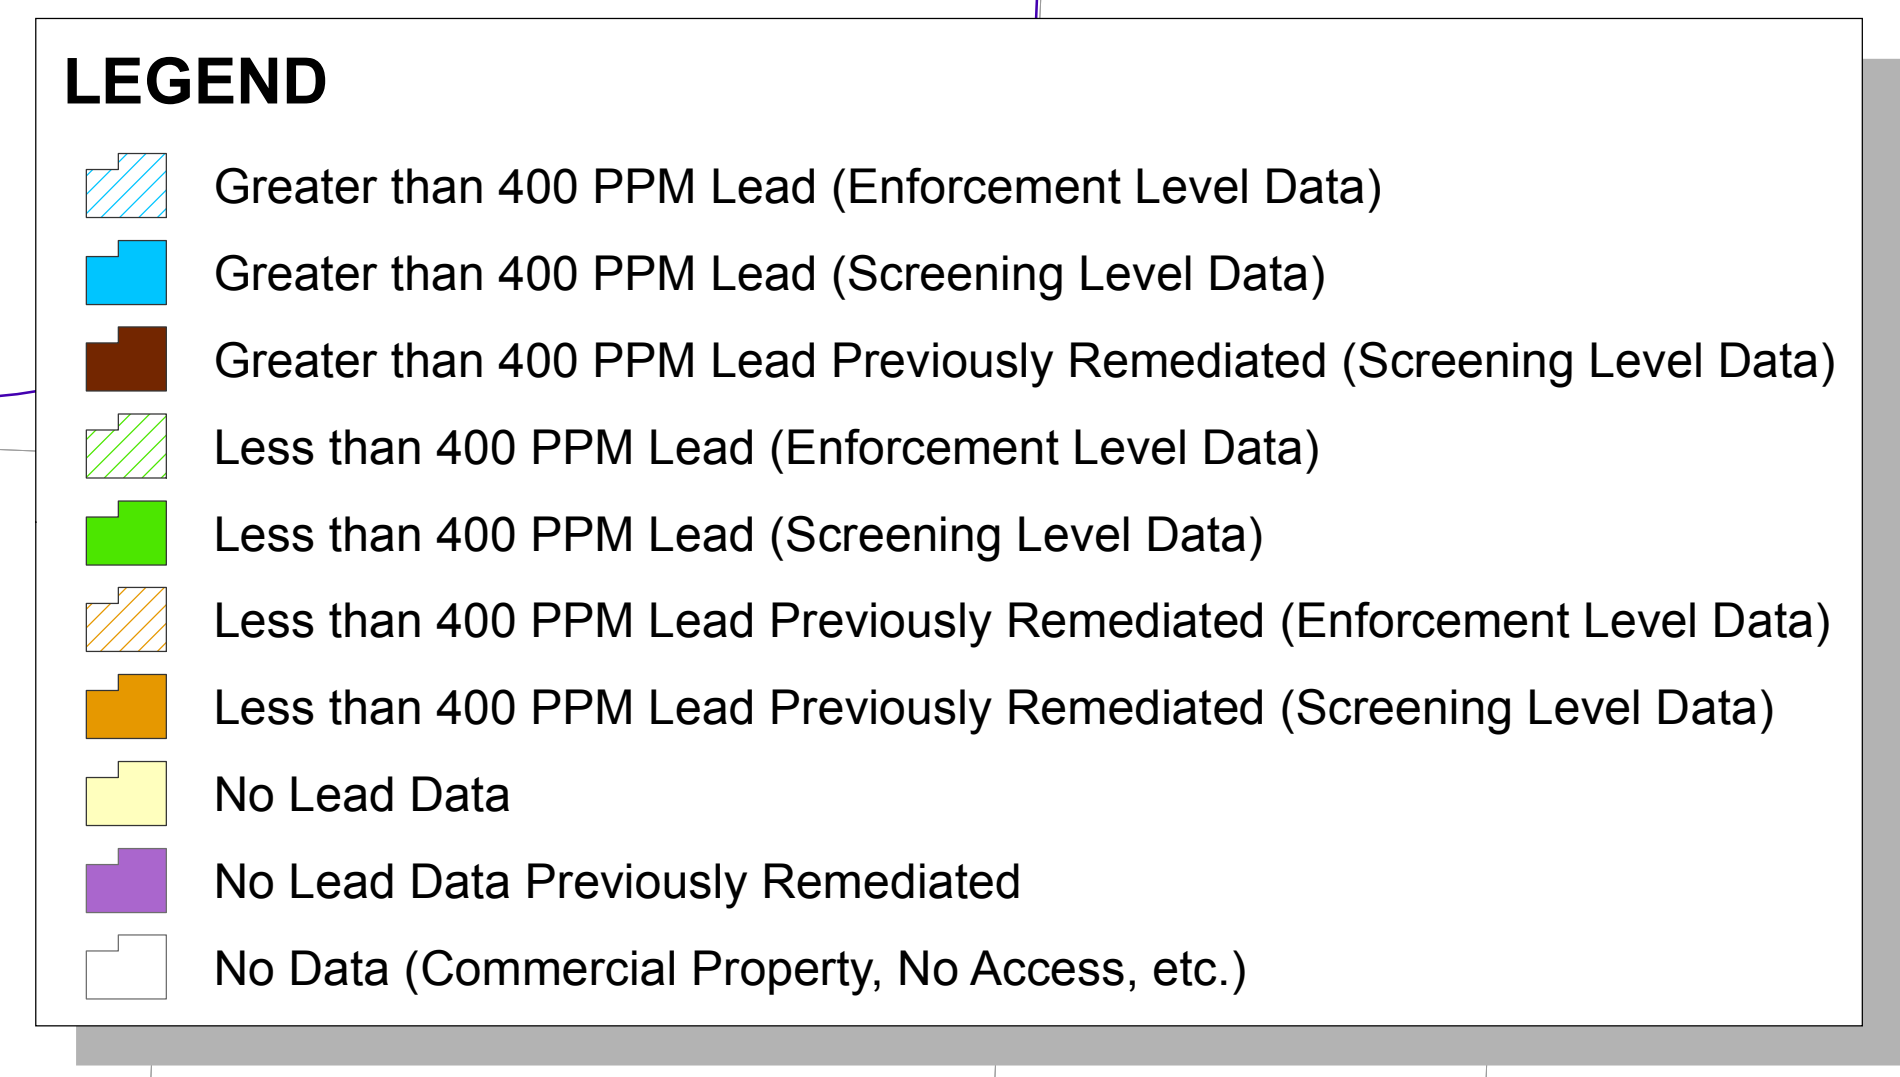 LEGEND
Greater than 400 PPM Lead (Enforcement Level Data)
Greater than 400 PPM Lead (Screening Level Data)
Greater than 400 PPM Lead Previously Remediated (Screening Level Data)
Less than 400 PPM Lead (Enforcement Level Data)
Less than 400 PPM Lead (Screening Level Data)
Less than 400 PPM Lead Previously Remediated (Enforcement Level Data)
Less than 400 PPM Lead Previously Remediated (Screening Level Data)
No Lead Data
No Lead Data Previously Remediated
No Data (Commercial Property, No Access, etc.)